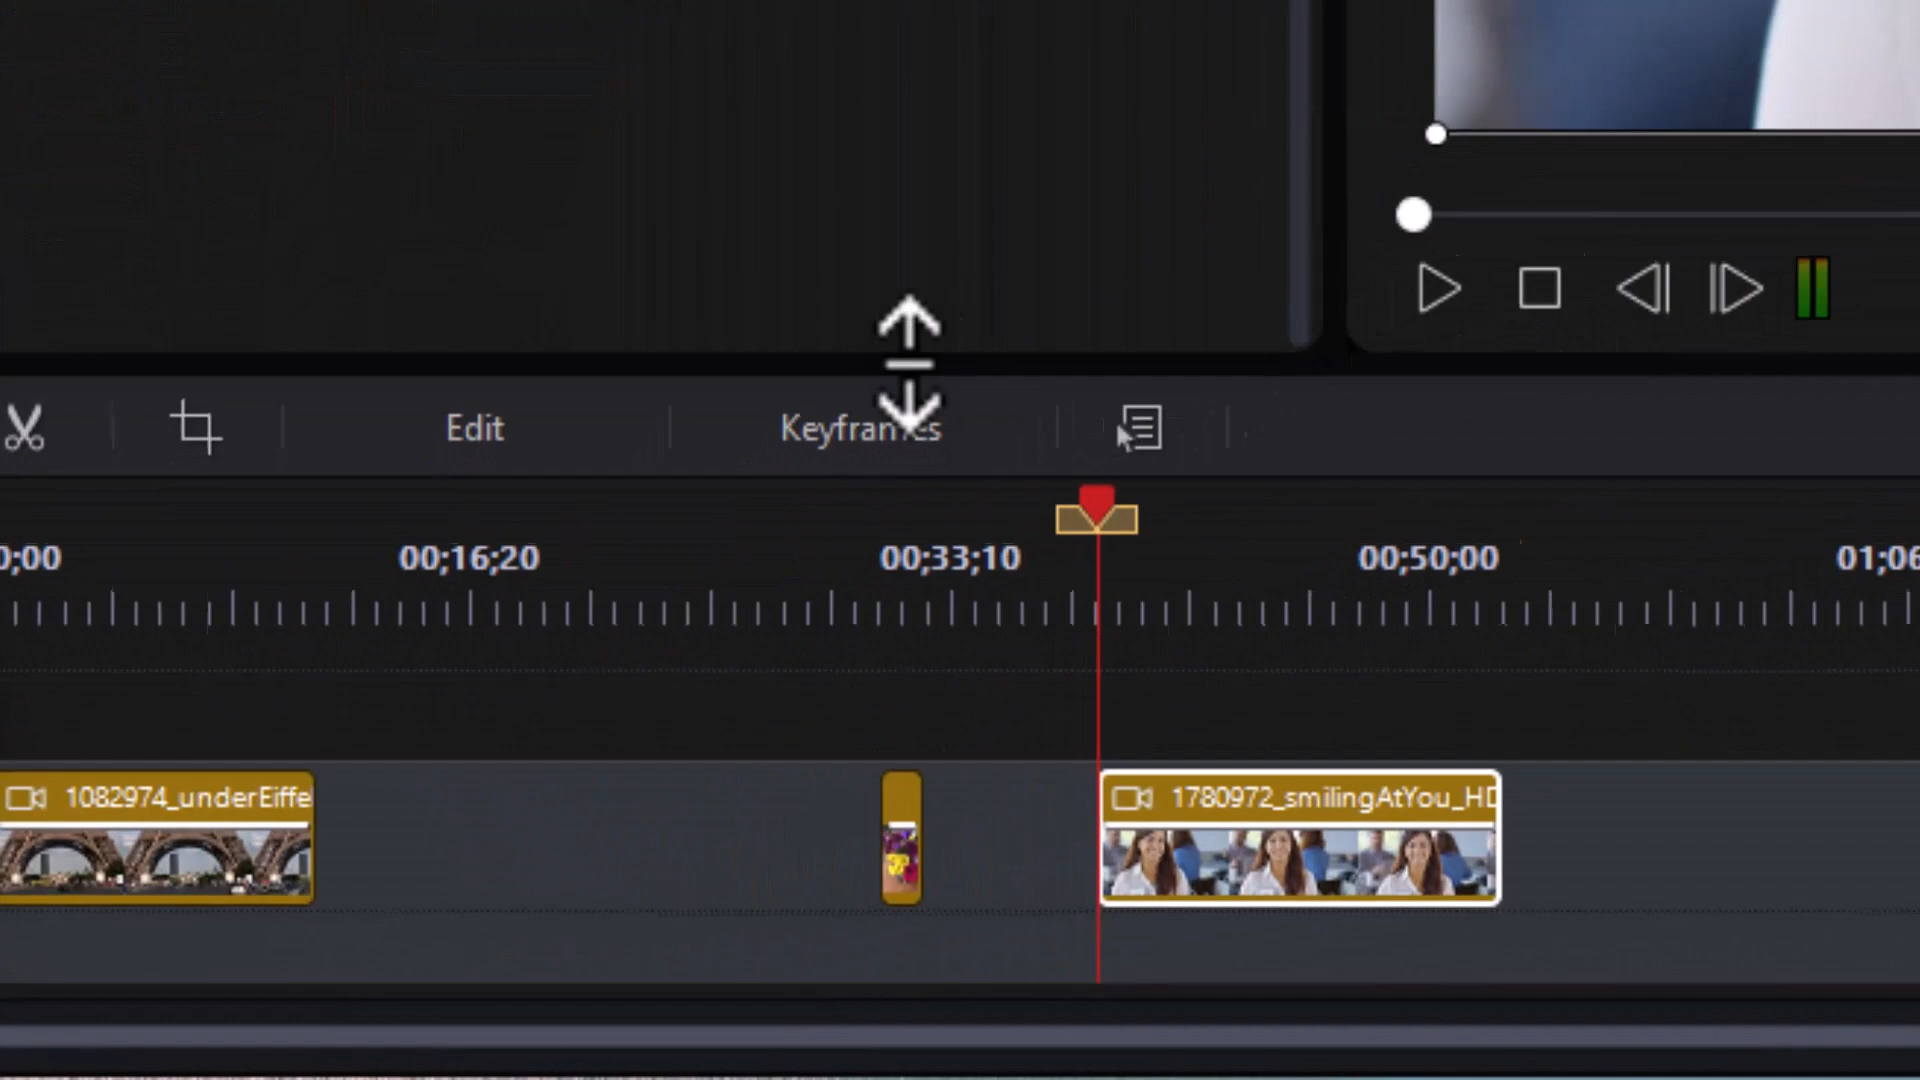 Edit
Keyframes
0;00 00;16;20 00;33;10 00;50;00 01;06
1082974_underEiffe
1780972_smilingAtYou_HD